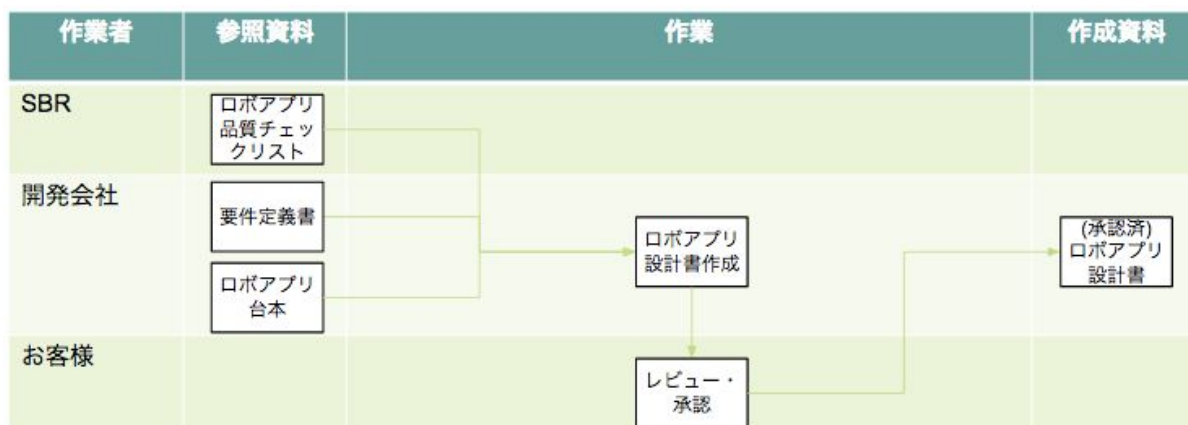 作業者 参照資料 作業 作成資料
SBR
ロボアプリ
品質チェッ
クリスト
開発会社
要件定義書
ロボアプリ
台本
ロボアプリ
設計書作成
(承認済)
ロボアプリ
設計書
お客様
レビュー・
承認